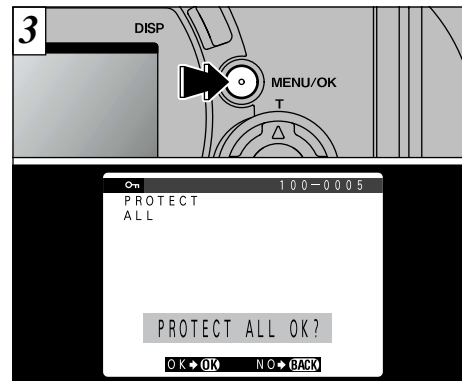 3
DISP
MENU/OK
T
100-0005
PROTECT
ALL
PROTECT ALL OK?
OK➜OK NO➜BACK